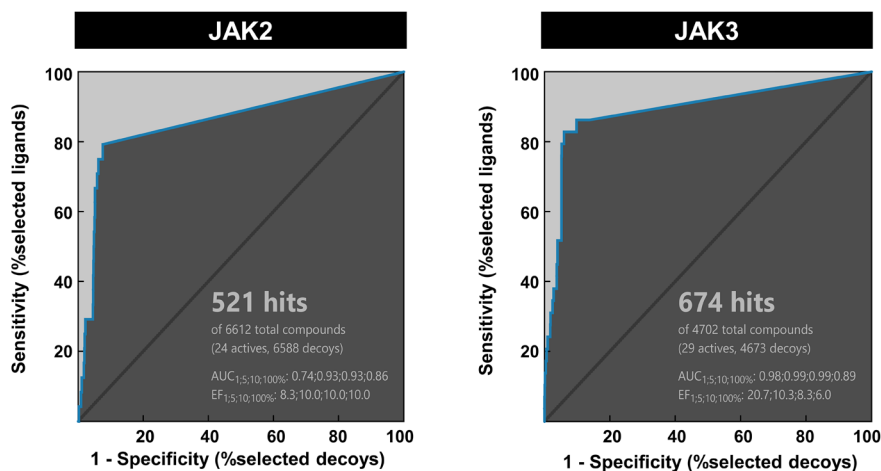 JAK2
Sensitivity (%selected ligands)
100
80
60
40
20
521 hits
of 6612 total compounds
(24 actives, 6588 decoys)
AUC1;5;10;100%: 0.74;0.93;0.93;0.86
EF1;5;10;100%: 8.3;10.0;10.0;10.0
20 40 60 80 100
1 - Specificity (%selected decoys)
JAK3
Sensitivity (%selected ligands)
100
80
60
40
20
674 hits
of 4702 total compounds
(29 actives, 4673 decoys)
AUC1;5;10;100%: 0.98;0.99;0.99;0.89
EF1;5;10;100%: 20.7;10.3;8.3;6.0
20 40 60 80 100
1 - Specificity (%selected decoys)